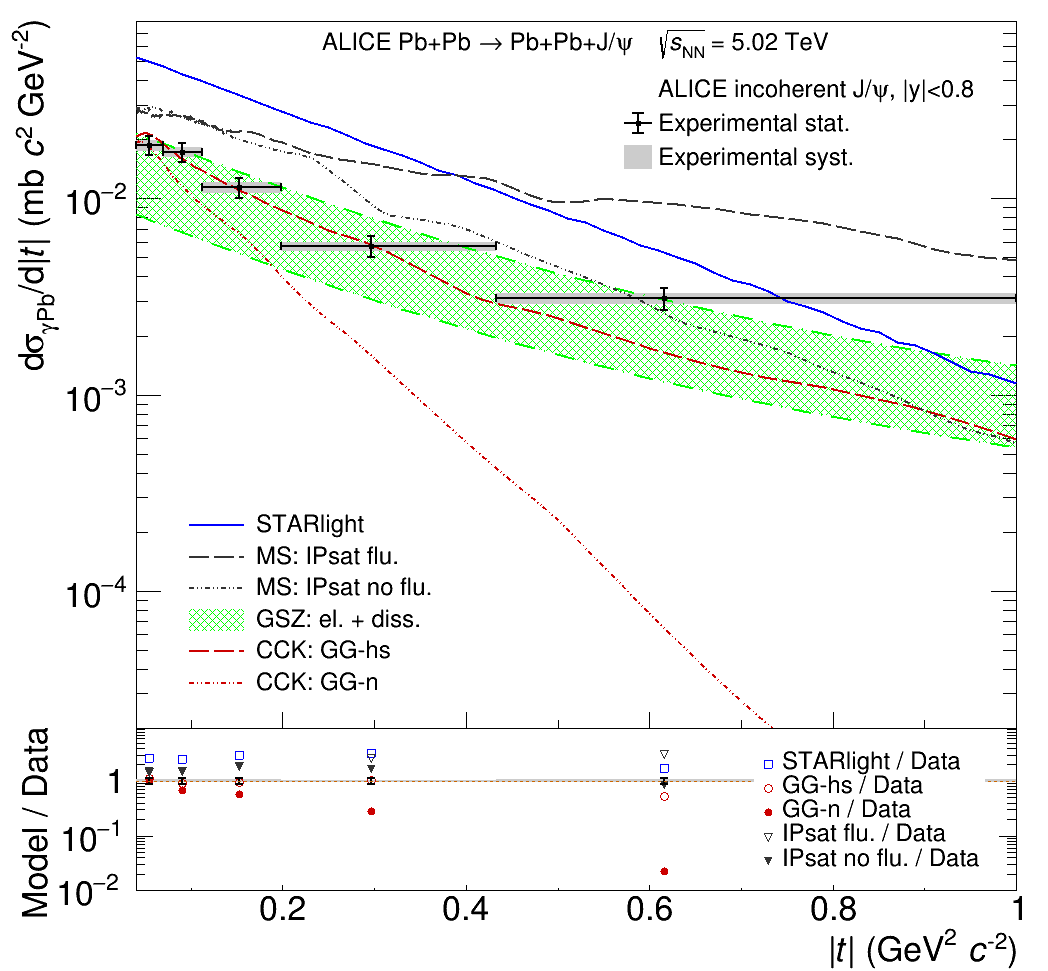 ALICE Pb+Pb → Pb+Pb+J/ψ √sNN = 5.02 TeV
ALICE incoherent J/ψ, |y|<0.8
Experimental stat.
Experimental syst.
dσγPb/d|t| (mb c² GeV⁻²)
10⁻²
10⁻³
10⁻⁴
STARlight
MS: IPsat flu.
MS: IPsat no flu.
GSZ: el. + diss.
CCK: GG-hs
CCK: GG-n
Model / Data
1
10⁻¹
10⁻²
STARlight / Data
GG-hs / Data
GG-n / Data
IPsat flu. / Data
IPsat no flu. / Data
0.2 0.4 0.6 0.8 1
|t| (GeV² c⁻²)